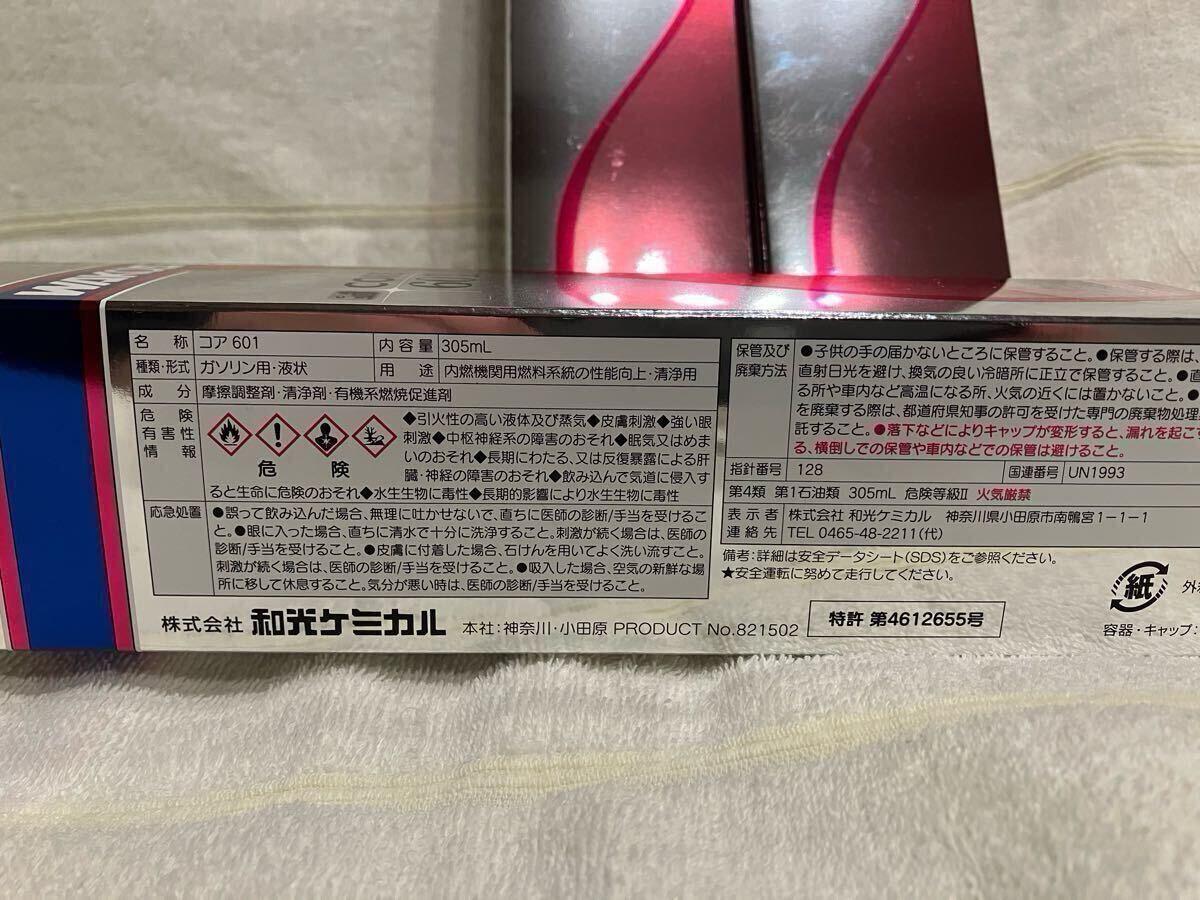 名称 コア 601 内容量 305mL
種類・形式 ガソリン用・液状 用途 内燃機関用燃料系統の性能向上・清浄用
成分 摩擦調整剤・清浄剤・有機系燃焼促進剤
危険有害性情報
危険
◆引火性の高い液体及び蒸気◆皮膚刺激◆強い眼
刺激◆中枢神経系の障害のおそれ◆眠気又はめま
いのおそれ◆長期にわたる、又は反復暴露による肝
臓・神経の障害のおそれ◆飲み込んで気道に侵入す
ると生命に危険のおそれ◆水生生物に毒性◆長期的影響により水生生物に毒性
応急処置
●誤って飲み込んだ場合、無理に吐かせないで、直ちに医師の診断/手当を受けるこ
と。●眼に入った場合、直ちに清水で十分に洗浄すること。刺激が続く場合は、医師の
診断/手当を受けること。●皮膚に付着した場合、石けんを用いてよく洗い流すこと。
刺激が続く場合は、医師の診断/手当を受けること。●吸入した場合、空気の新鮮な場
所に移して休息すること。気分が悪い時は、医師の診断/手当を受けること。
株式会社 和光ケミカル 本社:神奈川・小田原 PRODUCT No.821502
保管及び廃棄方法
●子供の手の届かないところに保管すること。●保管する際は、
直射日光を避け、換気の良い冷暗所に正立で保管すること。●直
る所や車内など高温になる所、火気の近くには置かないこと。●
を廃棄する際は、都道府県知事の許可を受けた専門の廃棄物処理
託すること。●落下などによりキャップが変形すると、漏れを起こす
る、横倒しでの保管や車内などでの保管は避けること。
指針番号 128 国連番号 UN1993
第4類 第1石油類 305mL 危険等級Ⅱ 火気厳禁
表示者 株式会社 和光ケミカル 神奈川県小田原市南鴨宮1-1-1
連絡先 TEL 0465-48-2211(代)
備考:詳細は安全データシート(SDS)をご参照ください。
★安全運転に努めて走行してください。
特許 第4612655号
紙
容器・キャップ: